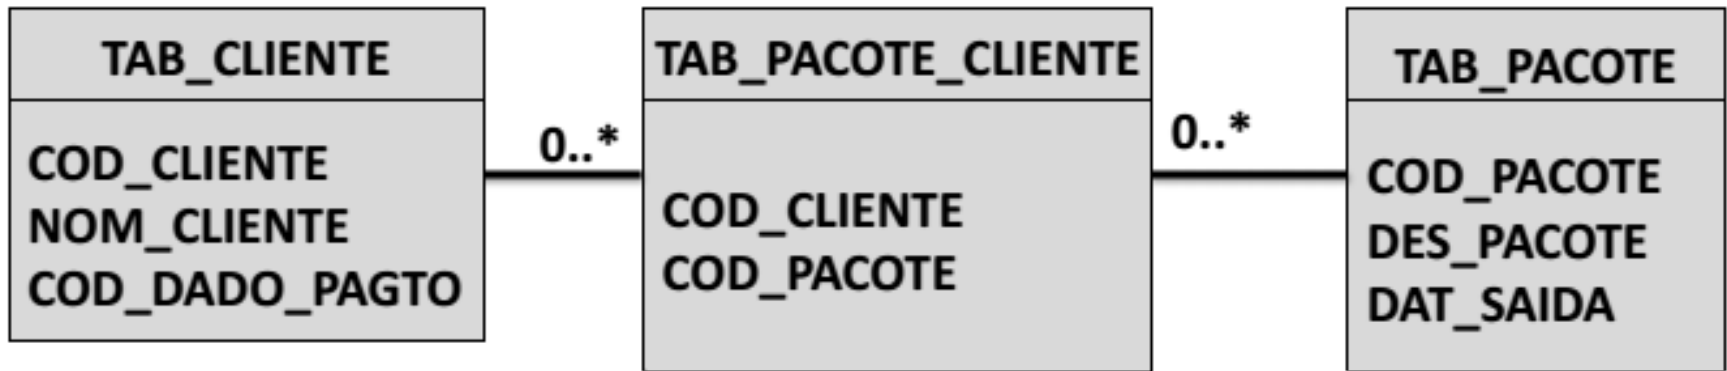 TAB_CLIENTE
COD_CLIENTE
NOM_CLIENTE
COD_DADO_PAGTO
0..*
TAB_PACOTE_CLIENTE
COD_CLIENTE
COD_PACOTE
0..*
TAB_PACOTE
COD_PACOTE
DES_PACOTE
DAT_SAIDA